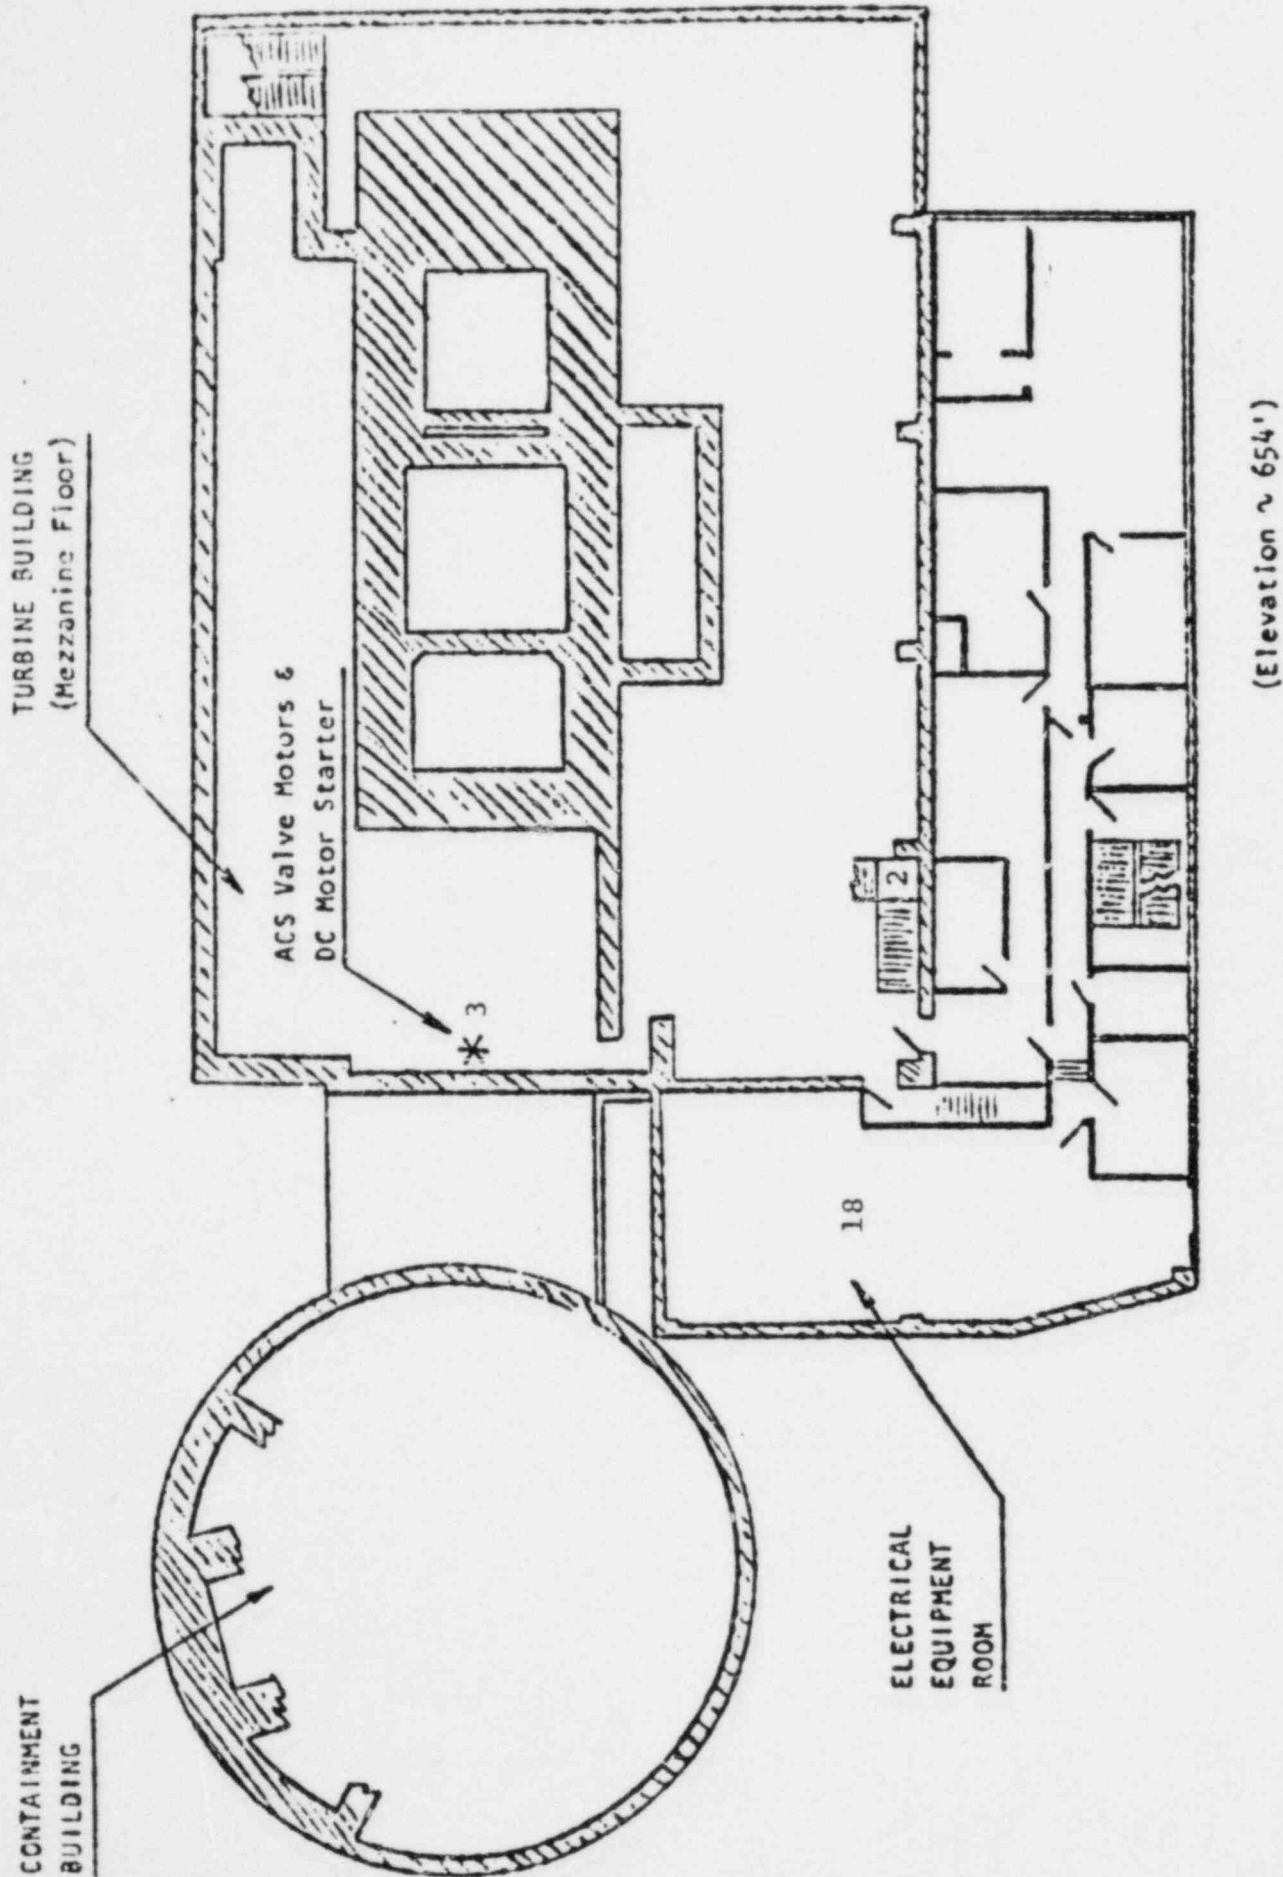 CONTAINMENT
BUILDING
TURBINE BUILDING
(Mezzanine Floor)
ACS Valve Motors &
DC Motor Starter
3
2
18
ELECTRICAL
EQUIPMENT
ROOM
(Elevation ~ 654')